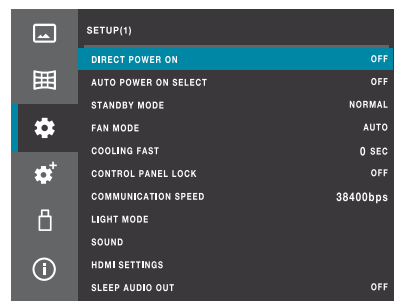 SETUP(1)
DIRECT POWER ON OFF
AUTO POWER ON SELECT OFF
STANDBY MODE NORMAL
FAN MODE AUTO
COOLING FAST 0 SEC
CONTROL PANEL LOCK OFF
COMMUNICATION SPEED 38400bps
LIGHT MODE
SOUND
HDMI SETTINGS
SLEEP AUDIO OUT OFF